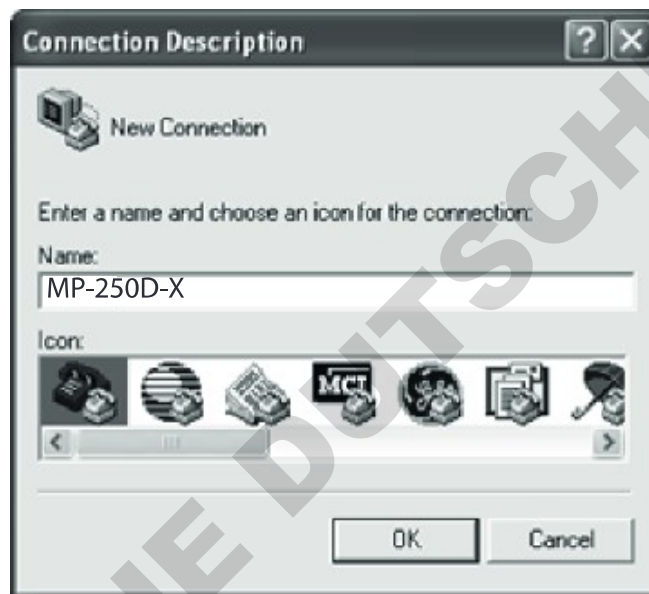 Connection Description
New Connection
Enter a name and choose an icon for the connection:
Name:
MP-250D-X
Icon:
MCI
OK
Cancel